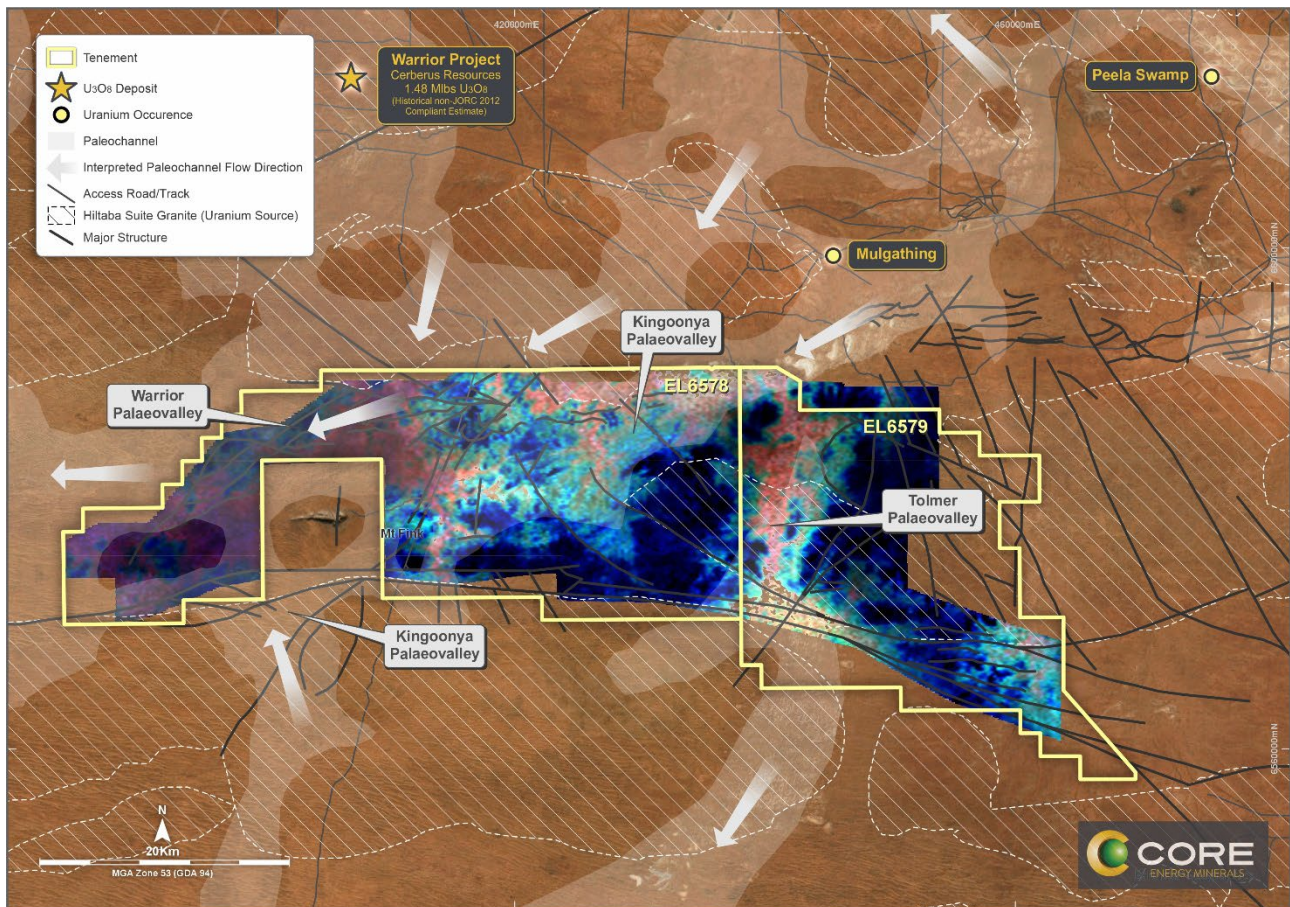 420000mE
460000mE
Tenement
U3O8 Deposit
Uranium Occurence
Paleochannel
Interpreted Paleochannel Flow Direction
Access Road/Track
Hiltaba Suite Granite (Uranium Source)
Major Structure
Warrior Project
Cerberus Resources
1.48 Mlbs U3O8
(Historical non-JORC 2012
Compliant Estimate)
Peela Swamp
Mulgathing
6600000mN
Kingoonya
Palaeovalley
EL6578
Warrior
Palaeovalley
EL6579
Tolmer
Palaeovalley
Kingoonya
Palaeovalley
6560000mN
N
20Km
MGA Zone 53 (GDA 94)
CORE
ENERGY MINERALS